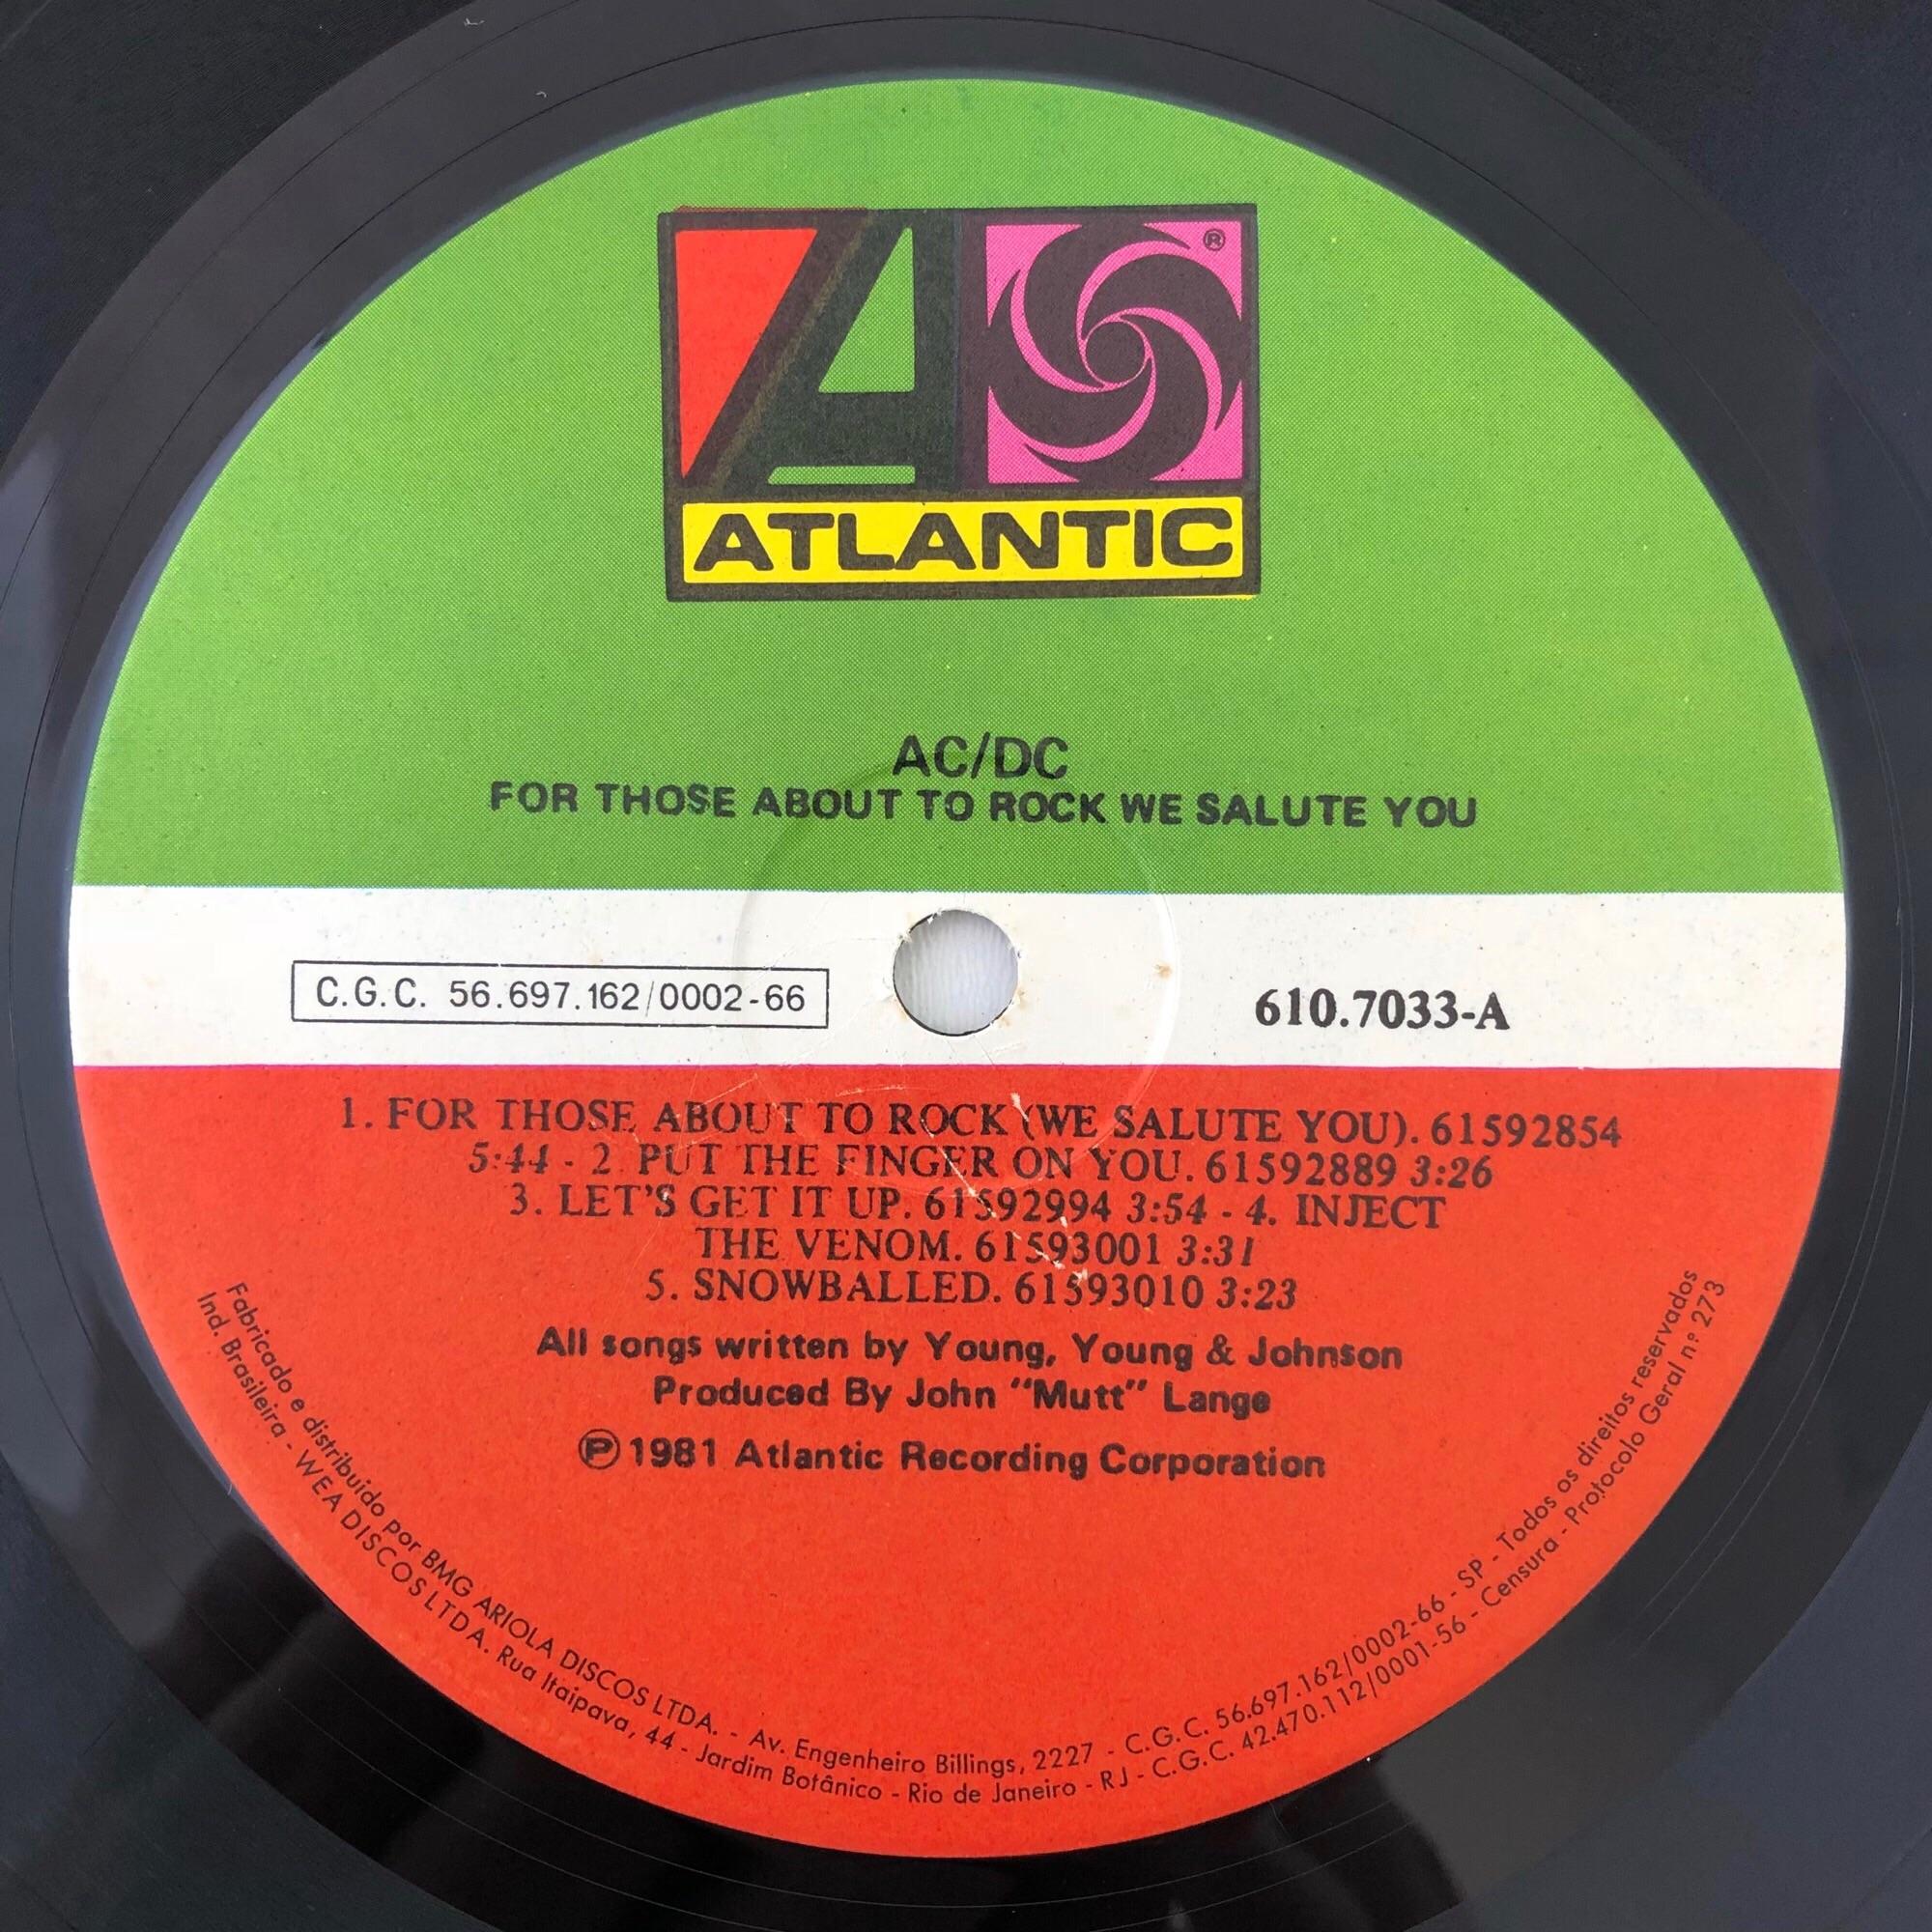 ®
ATLANTIC
AC/DC
FOR THOSE ABOUT TO ROCK WE SALUTE YOU
C.G.C. 56.697.162/0002-66
610.7033-A
1. FOR THOSE ABOUT TO ROCK (WE SALUTE YOU). 61592854
5:44 - 2. PUT THE FINGER ON YOU. 61592889 3:26
3. LET'S GET IT UP. 61592994 3:54 - 4. INJECT
THE VENOM. 61593001 3:31
5. SNOWBALLED. 61593010 3:23
All songs written by Young, Young & Johnson
Produced By John "Mutt" Lange
℗ 1981 Atlantic Recording Corporation
Fabricado e distribuido por BMG ARIOLA DISCOS LTDA. - Av. Engenheiro Billings, 2227 - C.G.C. 56.697.162/0002-66 - SP - Todos os direitos reservados
Ind. Brasileira - WEA DISCOS LTDA. Rua Itaipava, 44 - Jardim Botânico - Rio de Janeiro - RJ - C.G.C. 42.470.112/0001-56 - Censura - Protocolo Geral nº 273